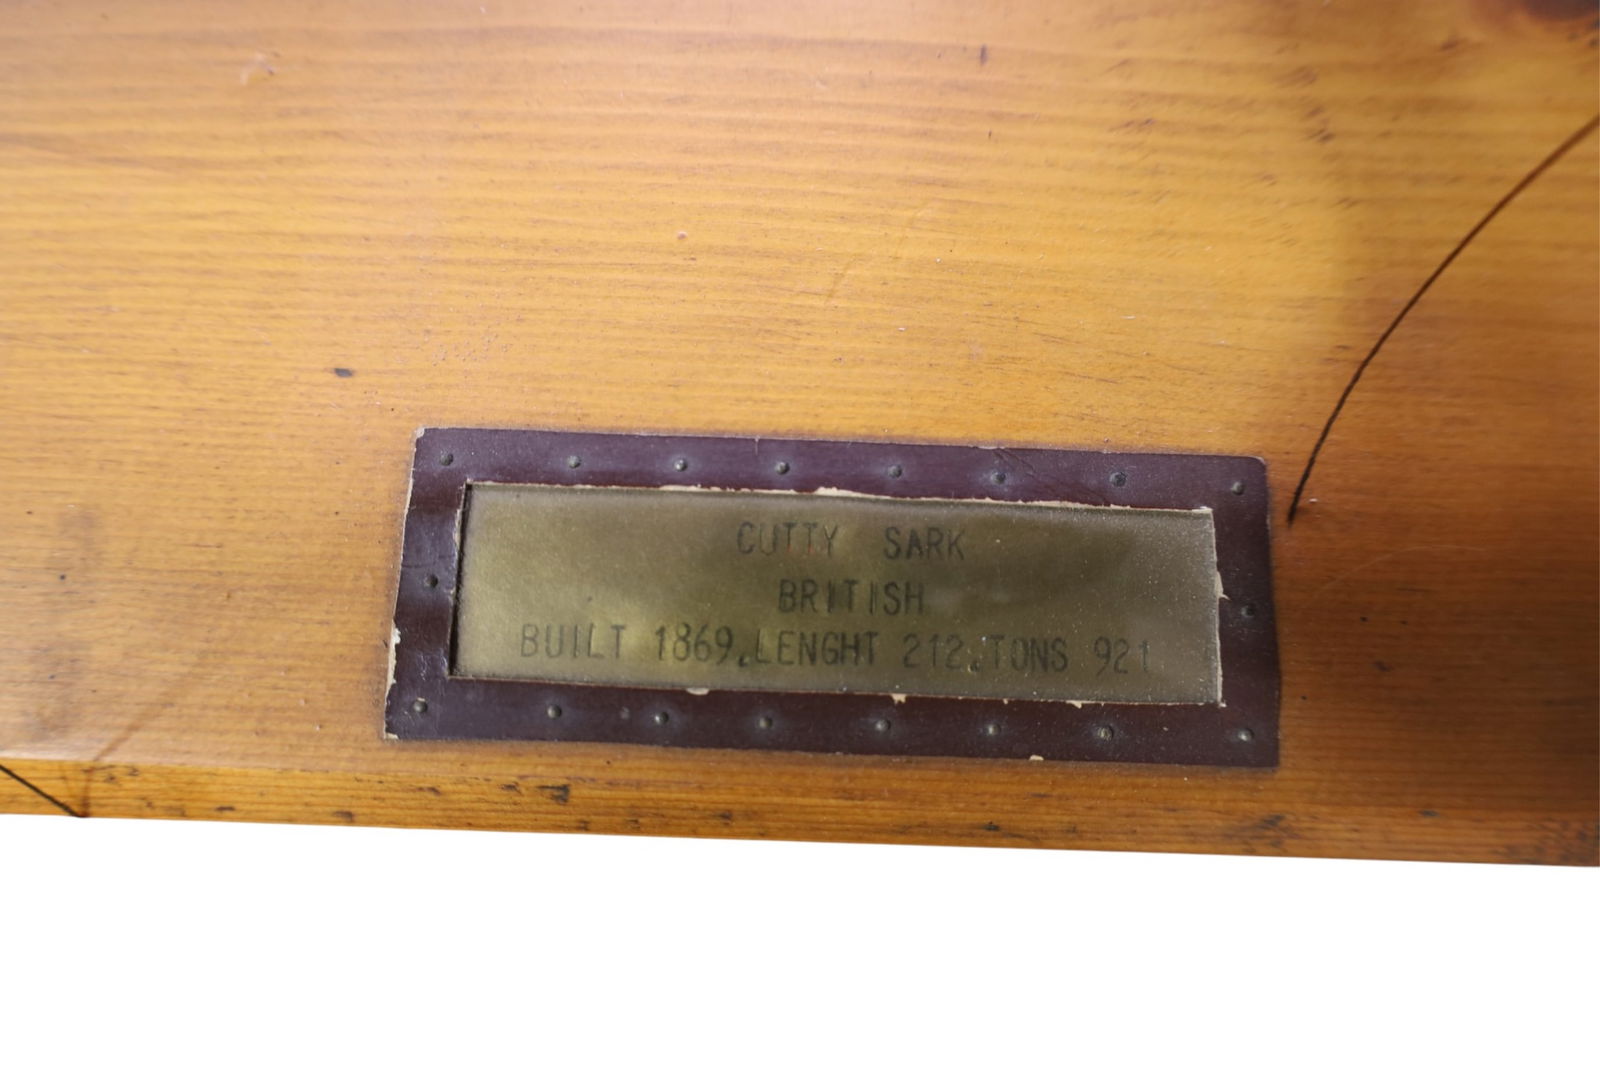 CUTTY SARK
BRITISH
BUILT 1869,LENGHT 212,TONS 921